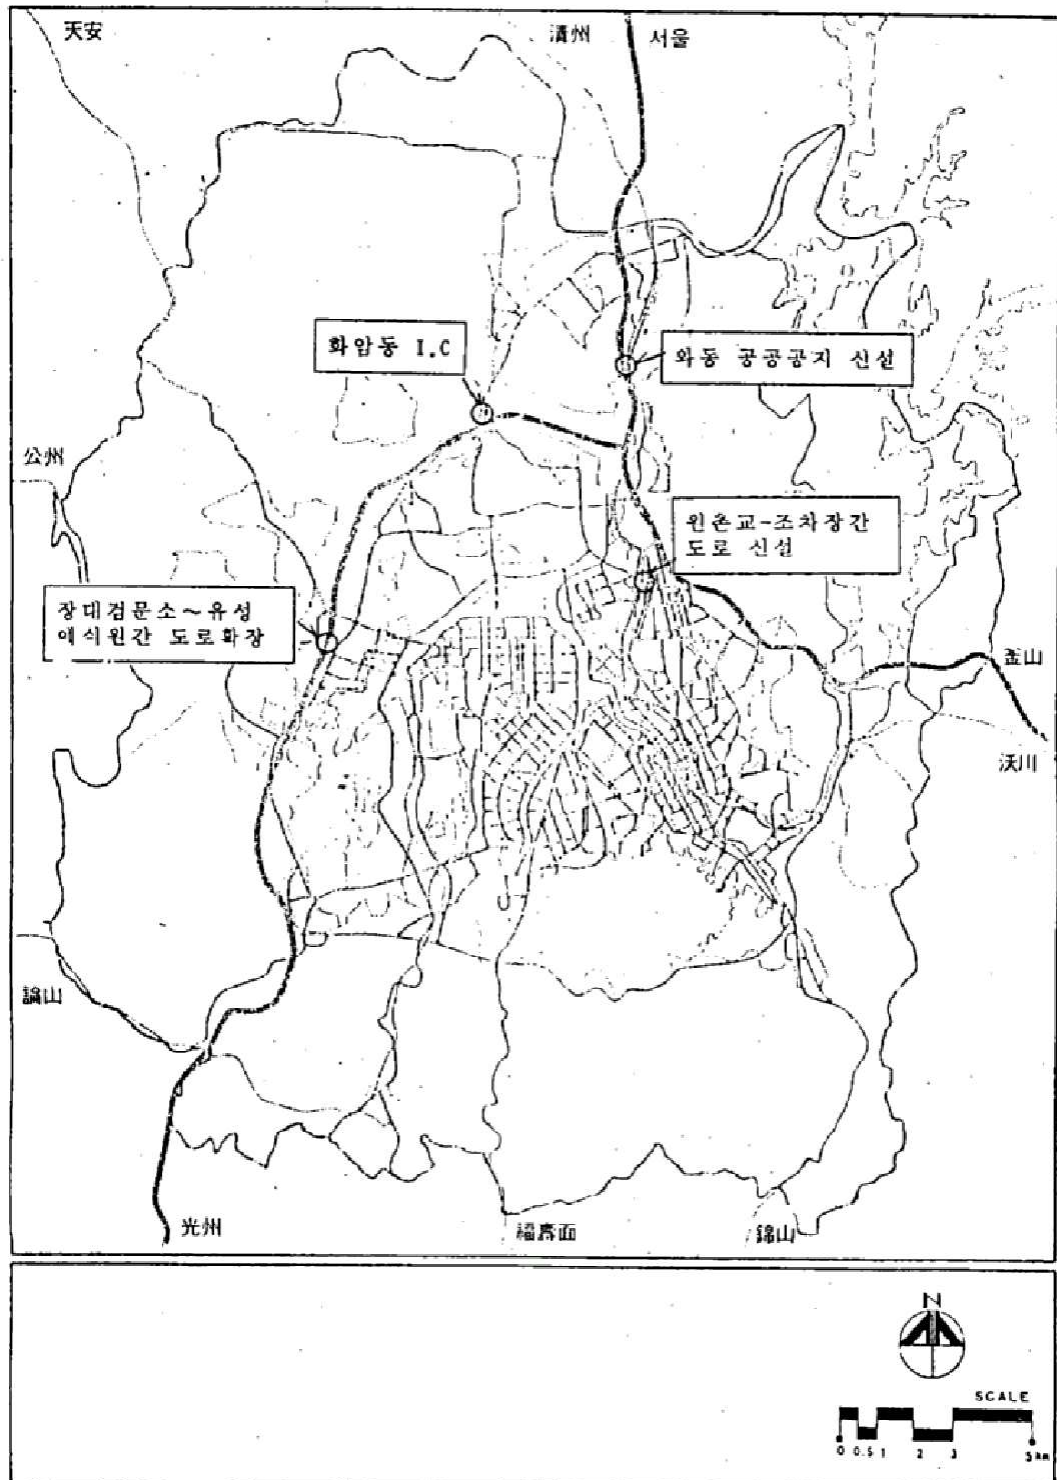 天安
淸州
서울
화암동 I.C
와동 공공공지 신설
公州
원촌교-조차장간
도로 신설
장대검문소~유성
예식원간 도로확장
釜山
沃川
論山
光州
福壽面
錦山
N
SCALE
0 0.5 1 2 3 5km